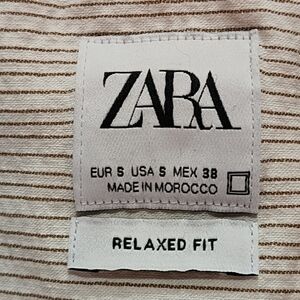 ZARA
EUR S USA S MEX 38
MADE IN MOROCCO
RELAXED FIT